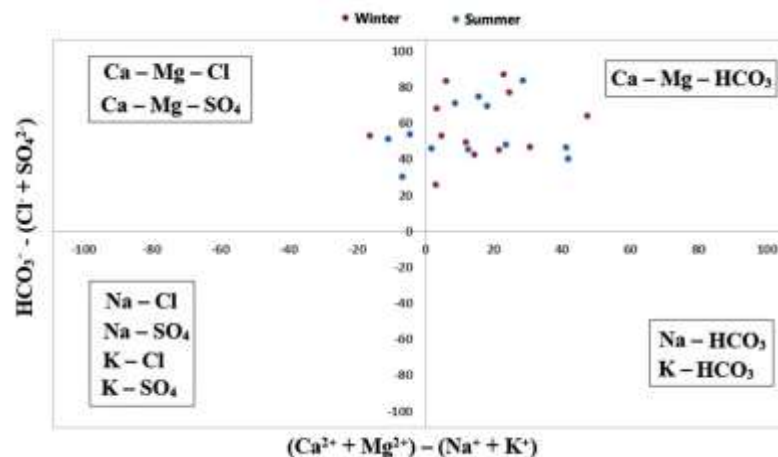 Winter
Summer
Ca – Mg – Cl
Ca – Mg – SO₄
Ca – Mg – HCO₃
100
80
60
40
20
0
-100
-80
-60
-40
-20
0
20
40
60
80
100
-20
-40
-60
-80
-100
Na – Cl
Na – SO₄
K – Cl
K – SO₄
Na – HCO₃
K – HCO₃
HCO₃⁻ - (Cl⁻ + SO₄²⁻)
(Ca²⁺ + Mg²⁺) – (Na⁺ + K⁺)